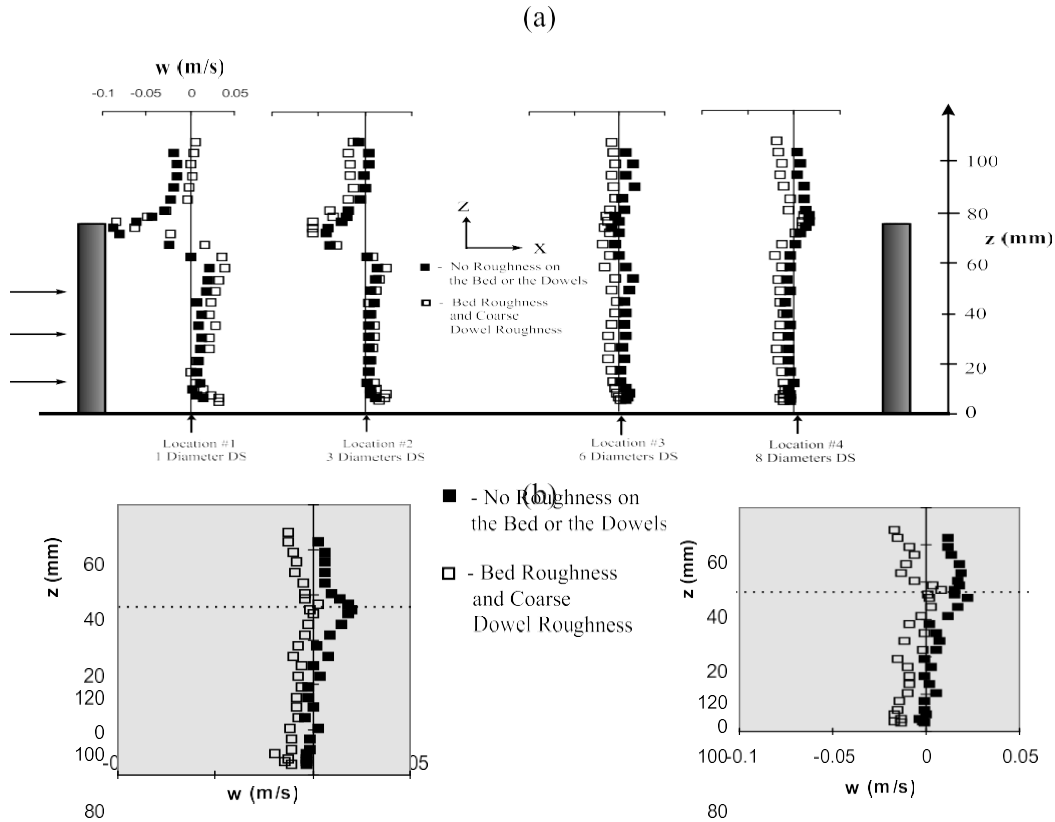 (a)
w (m/s)
-0.1 -0.05 0 0.05
100
80
z (mm)
60
40
20
0
Z
X
- No Roughness on
the Bed or the Dowels
- Bed Roughness
and Coarse
Dowel Roughness
Location #1
1 Diameter DS
Location #2
3 Diameters DS
Location #3
6 Diameters DS
Location #4
8 Diameters DS
(b)
- No Roughness on
the Bed or the Dowels
- Bed Roughness
and Coarse
Dowel Roughness
z (mm)
60
40
20
120
0
100
80
w (m/s)
z (mm)
60
40
20
120
0
100
-0.1 -0.05 0 0.05
w (m/s)
80